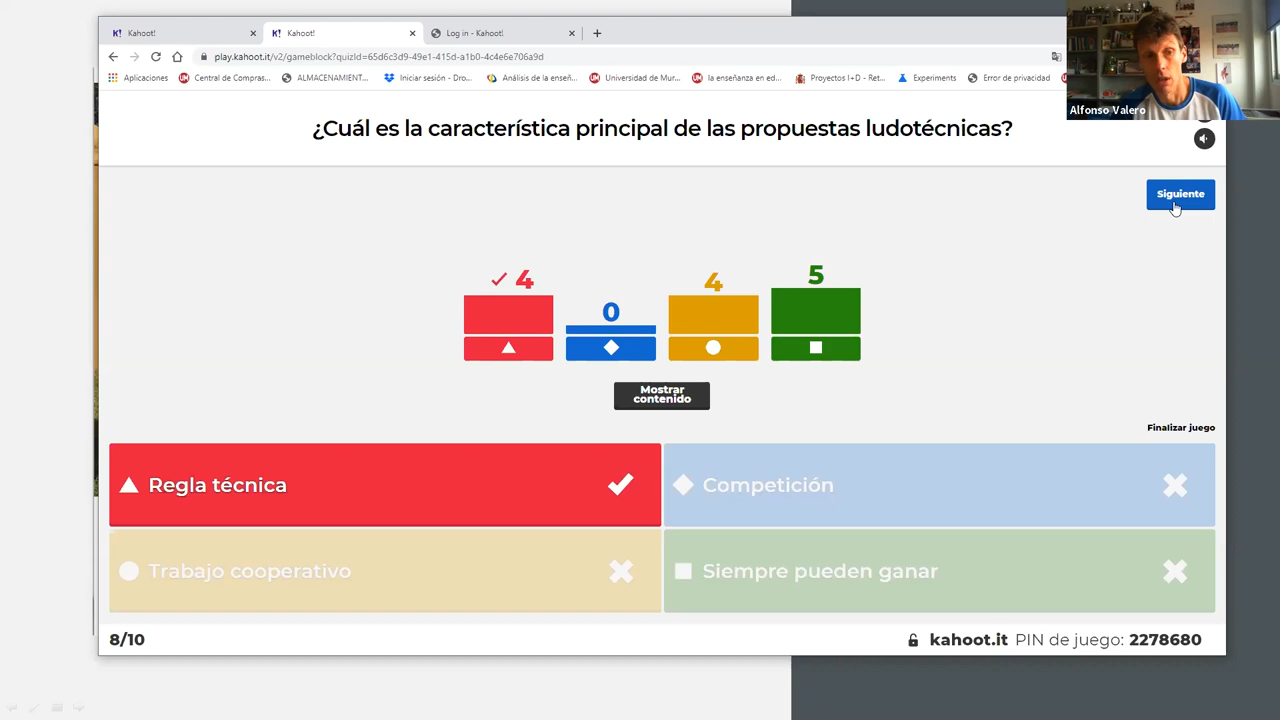 Kahoot!
Kahoot!
Log in - Kahoot!
play.kahoot.it/v2/gameblock?quizId=65d6c3d9-49e1-415d-a1b0-4c4e6e706a9d
Aplicaciones
Central de Compras...
ALMACENAMIENT...
Iniciar sesión - Dro...
Análisis de la enseñ...
Universidad de Mur...
la enseñanza en ed...
Proyectos I+D - Ret...
Experiments
Error de privacidad
Alfonso Valero
¿Cuál es la característica principal de las propuestas ludotécnicas?
Siguiente
4
0
4
5
Mostrar
contenido
Finalizar juego
Regla técnica
Competición
Trabajo cooperativo
Siempre pueden ganar
8/10
kahoot.it PIN de juego: 2278680